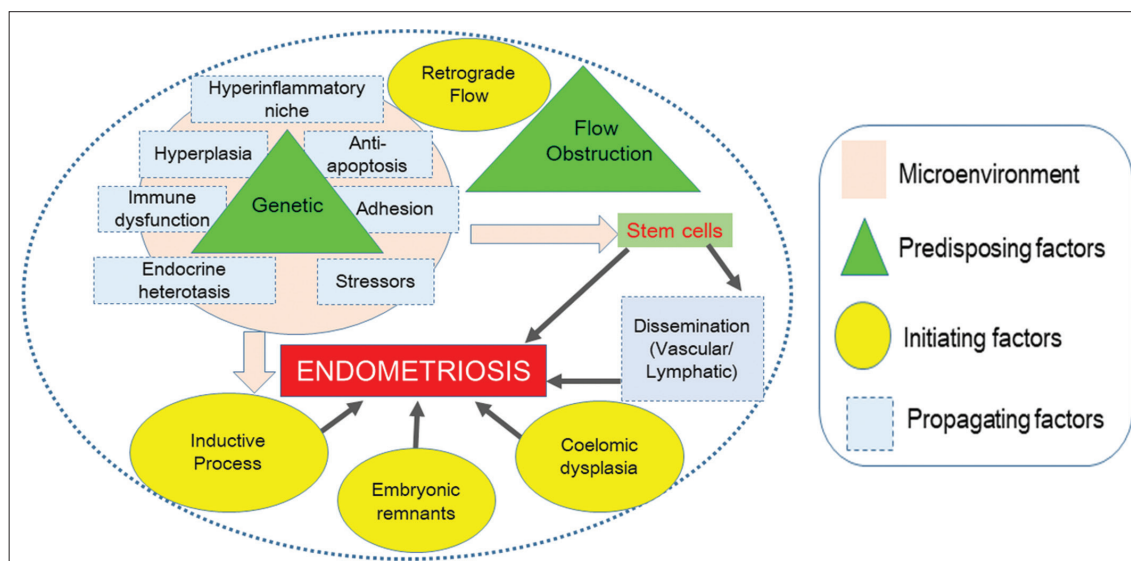 Retrograde
Flow
Hyperinflammatory
niche
Flow
Obstruction
Hyperplasia
Anti-
apoptosis
Immune
dysfunction
Genetic
Adhesion
Endocrine
heterotasis
Stressors
Stem cells
Dissemination
(Vascular/
Lymphatic)
ENDOMETRIOSIS
Inductive
Process
Embryonic
remnants
Coelomic
dysplasia
Microenvironment
Predisposing factors
Initiating factors
Propagating factors